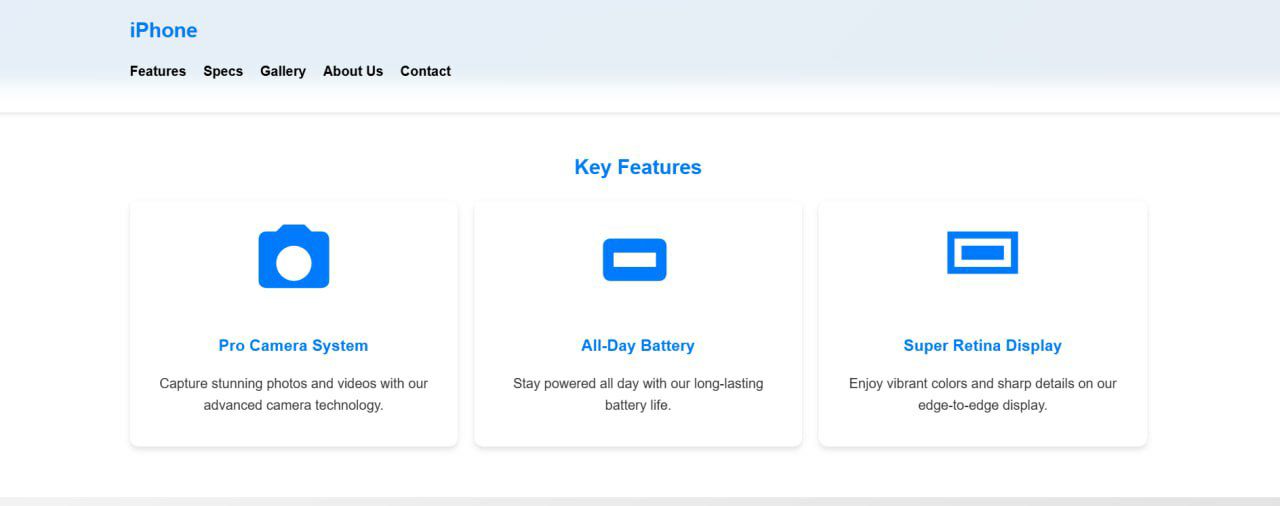 iPhone
Features Specs Gallery About Us Contact
Key Features
Pro Camera System
Capture stunning photos and videos with our
advanced camera technology.
All-Day Battery
Stay powered all day with our long-lasting
battery life.
Super Retina Display
Enjoy vibrant colors and sharp details on our
edge-to-edge display.